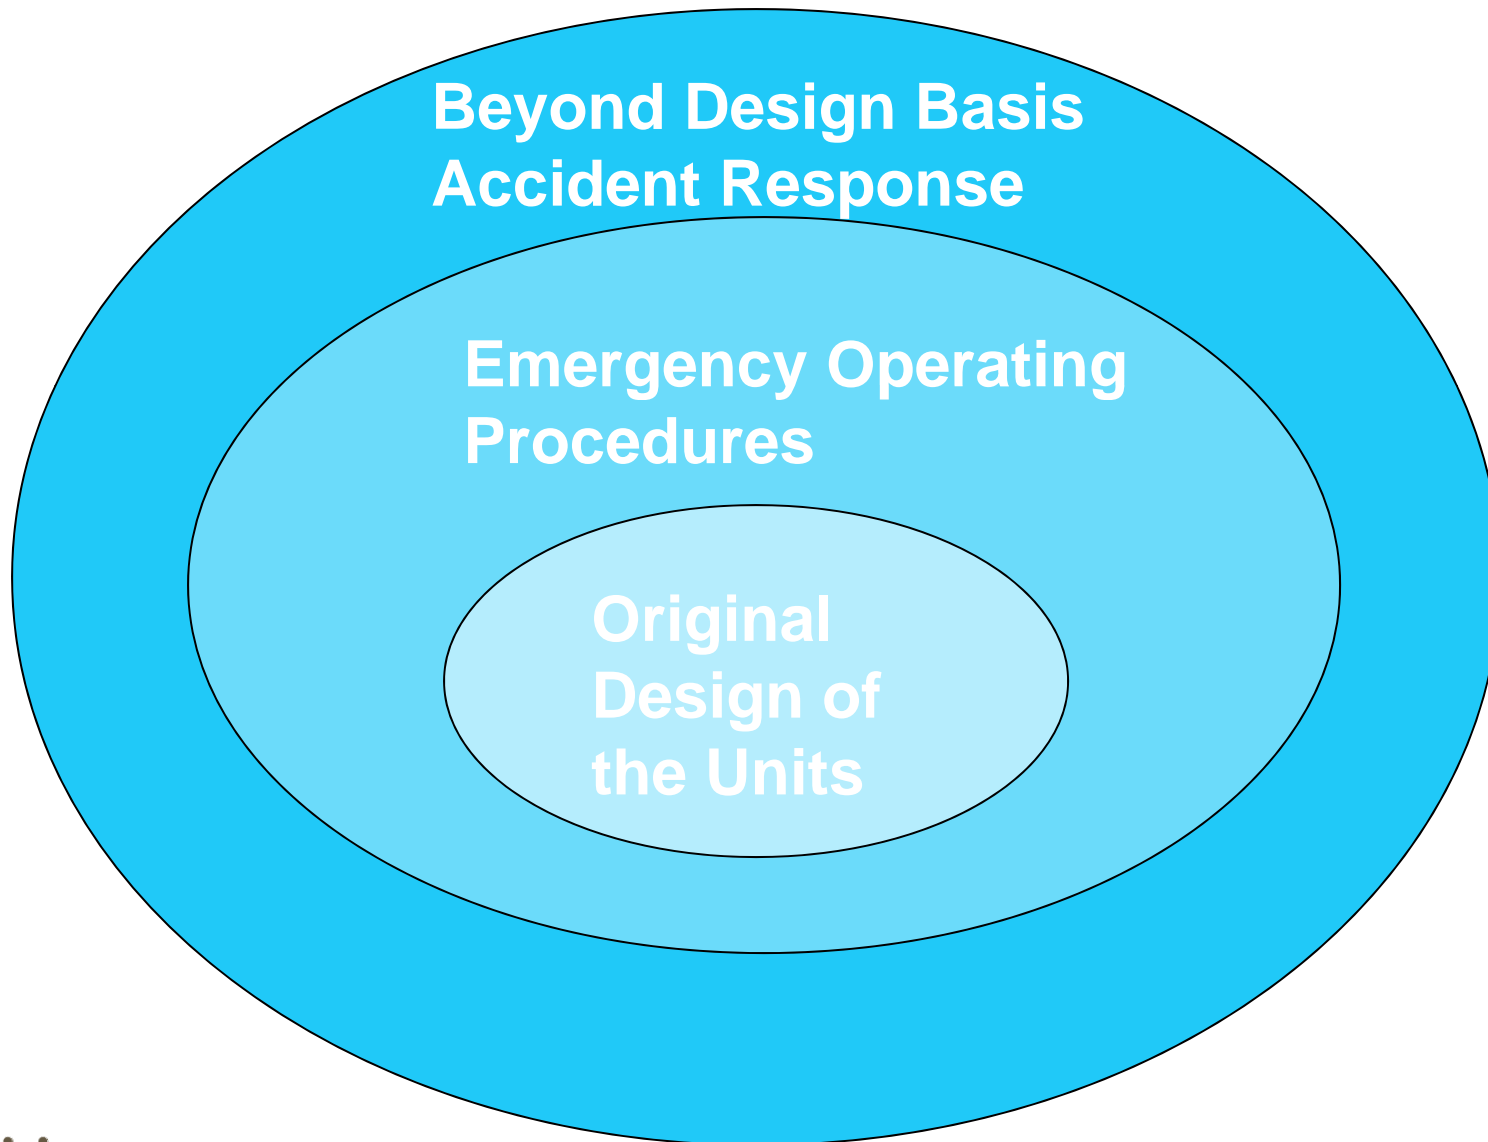 Beyond Design Basis
Accident Response
Emergency Operating
Procedures
Original
Design of
the Units